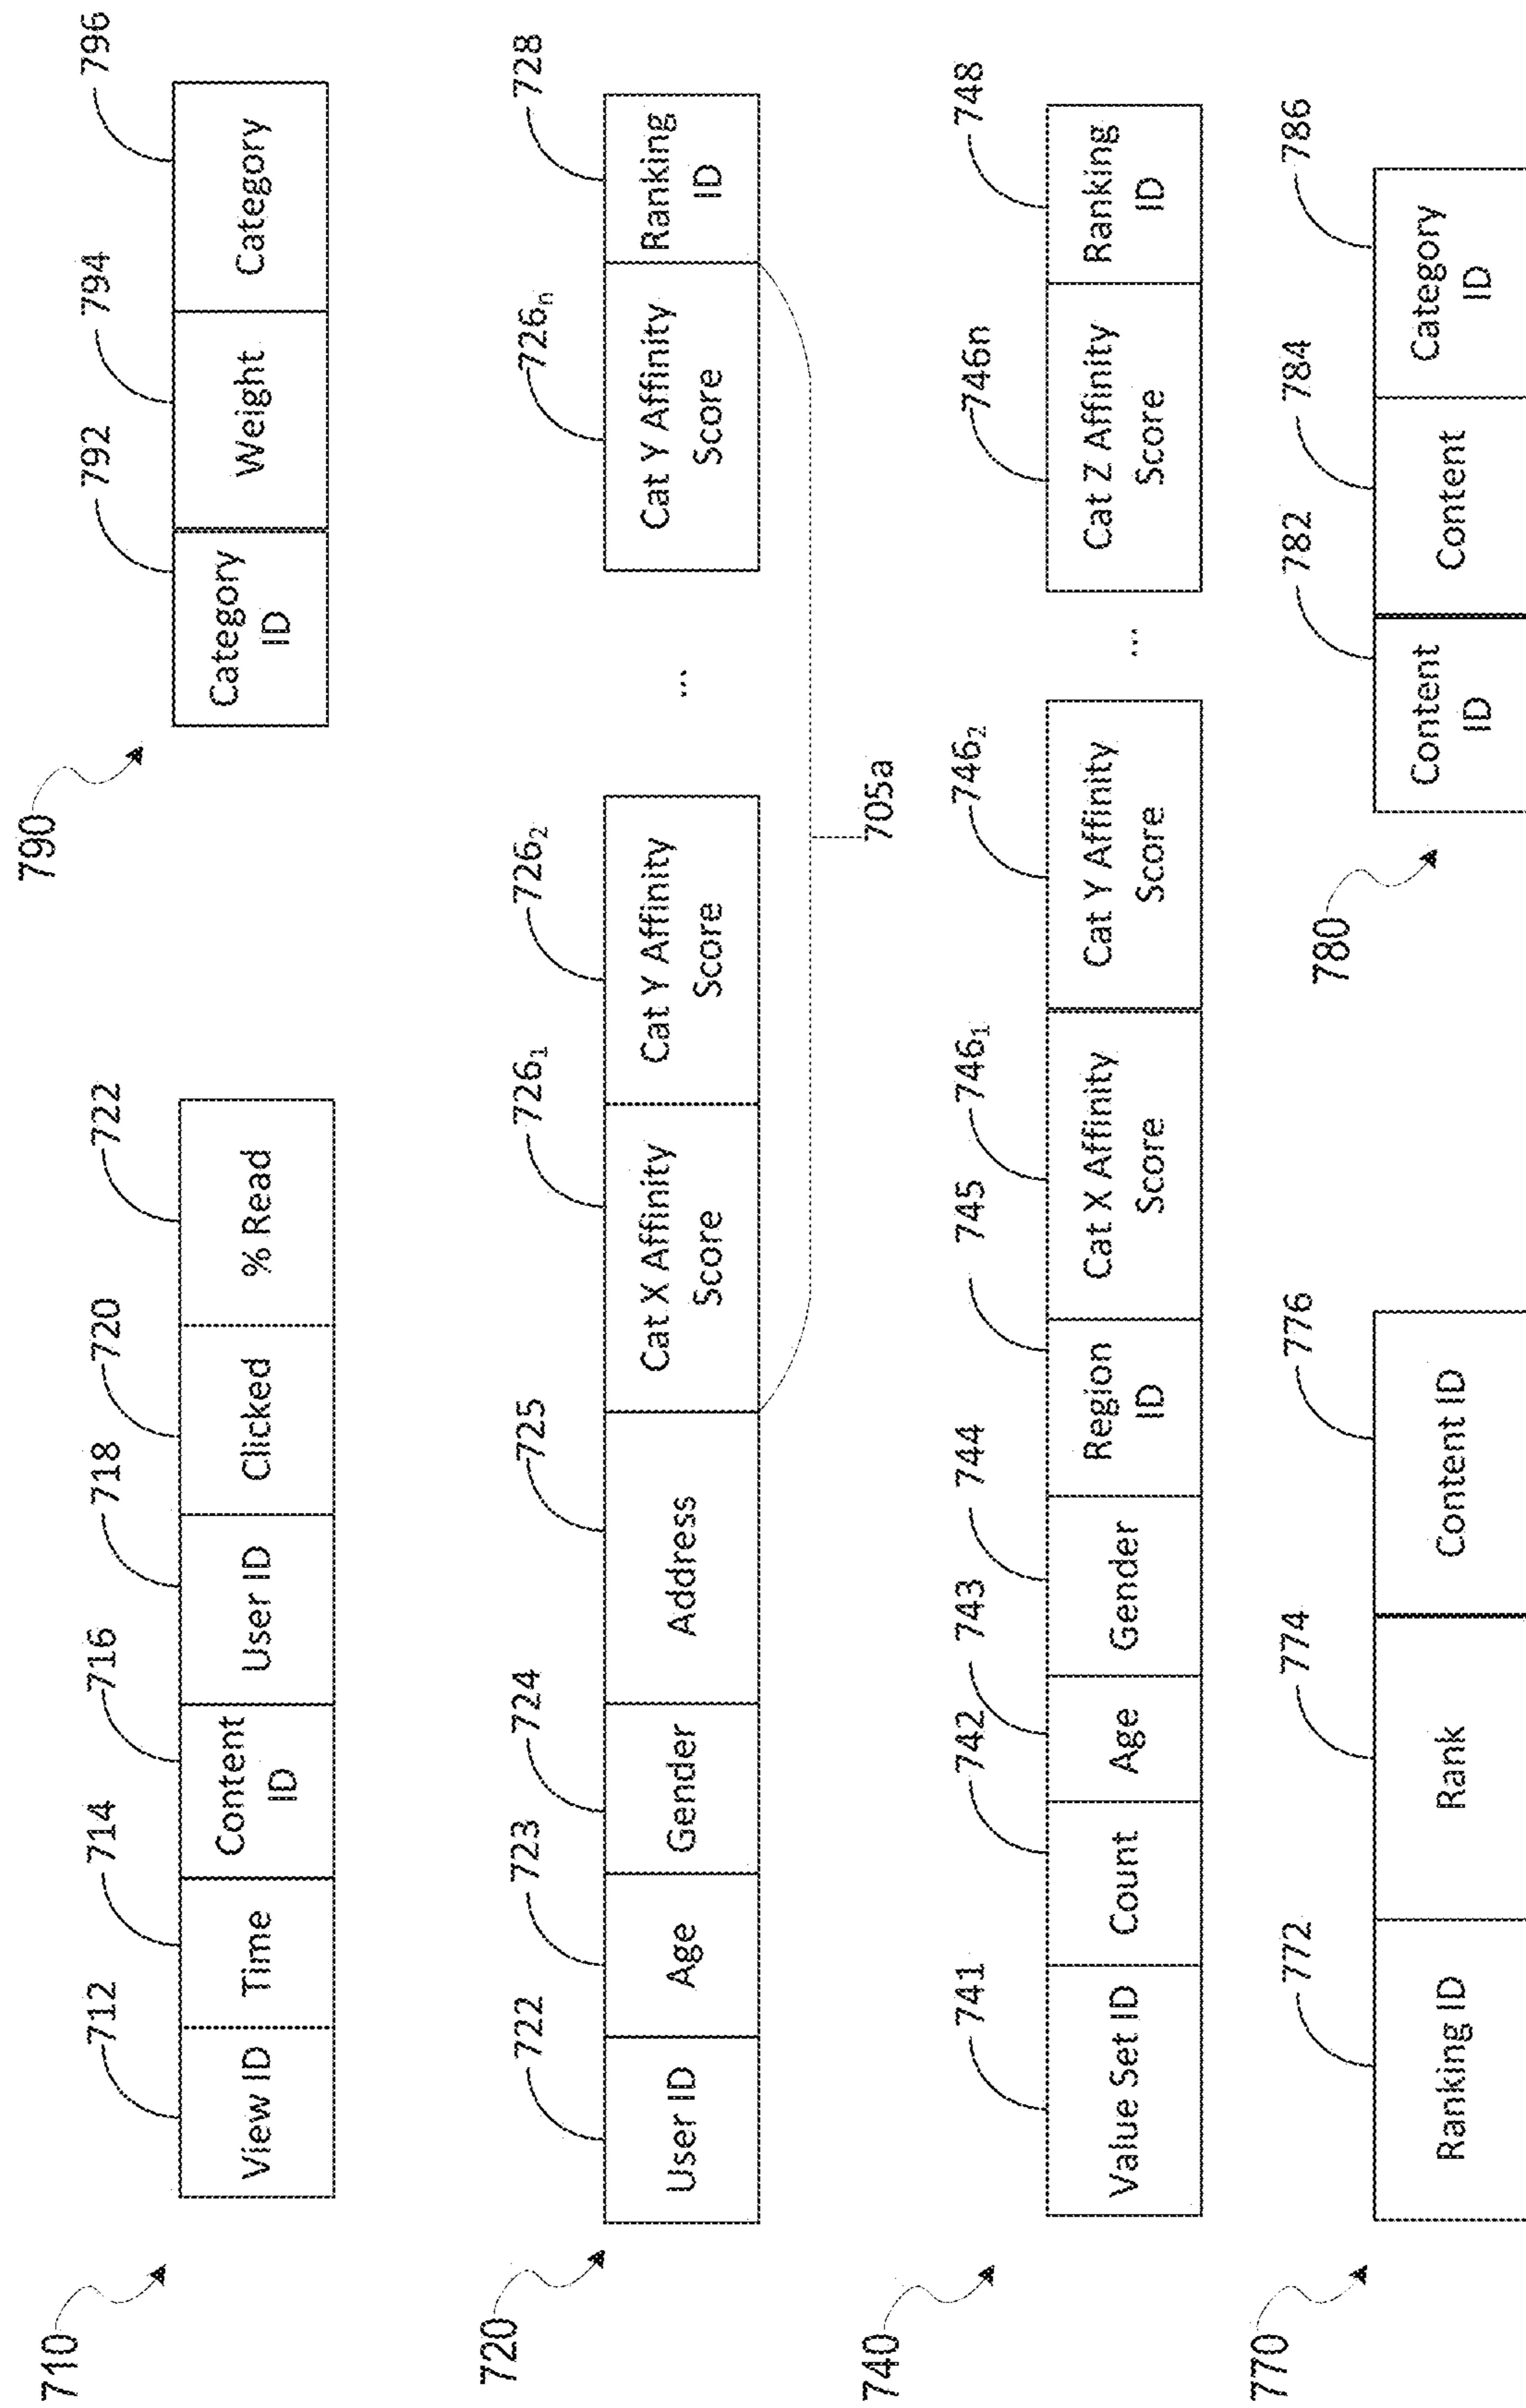 710
712
714
716
718
720
722
View ID
Time
Content
ID
User ID
Clicked
% Read
790
792
794
796
Category
ID
Weight
Category
720
722
723
724
725
726₁
726₂
726ₙ
728
User ID
Age
Gender
Address
Cat X Affinity
Score
Cat Y Affinity
Score
...
Cat Y Affinity
Score
Ranking
ID
705a
740
741
742
743
744
745
746₁
746₂
746n
748
Value Set ID
Count
Age
Gender
Region
ID
Cat X Affinity
Score
Cat Y Affinity
Score
...
Cat Z Affinity
Score
Ranking
ID
770
772
774
776
Ranking ID
Rank
Content ID
780
782
784
786
Content
ID
Content
Category
ID